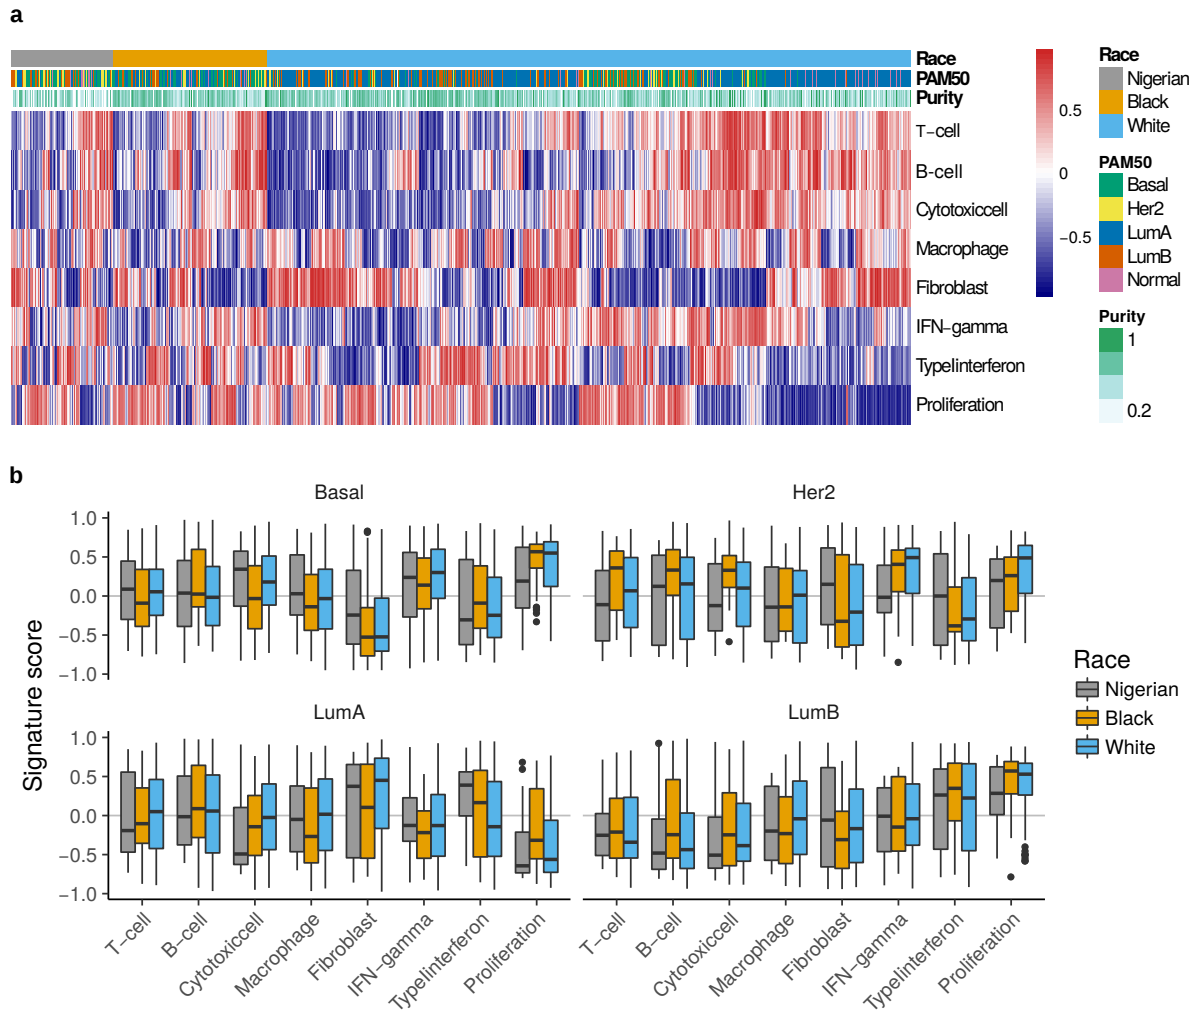 a
Race
PAM50
Purity
T−cell
B-cell
Cytotoxiccell
Macrophage
Fibroblast
IFN−gamma
TypeIinterferon
Proliferation
0.5
0
−0.5
Race
Nigerian
Black
White
PAM50
Basal
Her2
LumA
LumB
Normal
Purity
1
0.2
b
Basal
Her2
1.0
0.5
0.0
−0.5
−1.0
LumA
LumB
1.0
0.5
0.0
−0.5
−1.0
Signature score
T−cell
B−cell
Cytotoxiccell
Macrophage
Fibroblast
IFN−gamma
TypeIinterferon
Proliferation
T−cell
B−cell
Cytotoxiccell
Macrophage
Fibroblast
IFN−gamma
TypeIinterferon
Proliferation
Race
Nigerian
Black
White